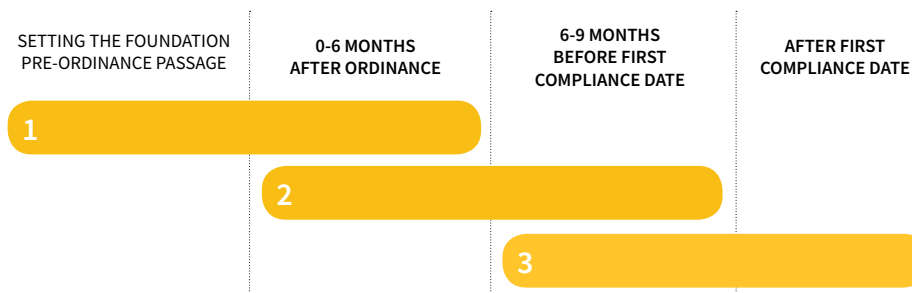 SETTING THE FOUNDATION
PRE-ORDINANCE PASSAGE
0-6 MONTHS
AFTER ORDINANCE
6-9 MONTHS
BEFORE FIRST
COMPLIANCE DATE
AFTER FIRST
COMPLIANCE DATE
1
2
3